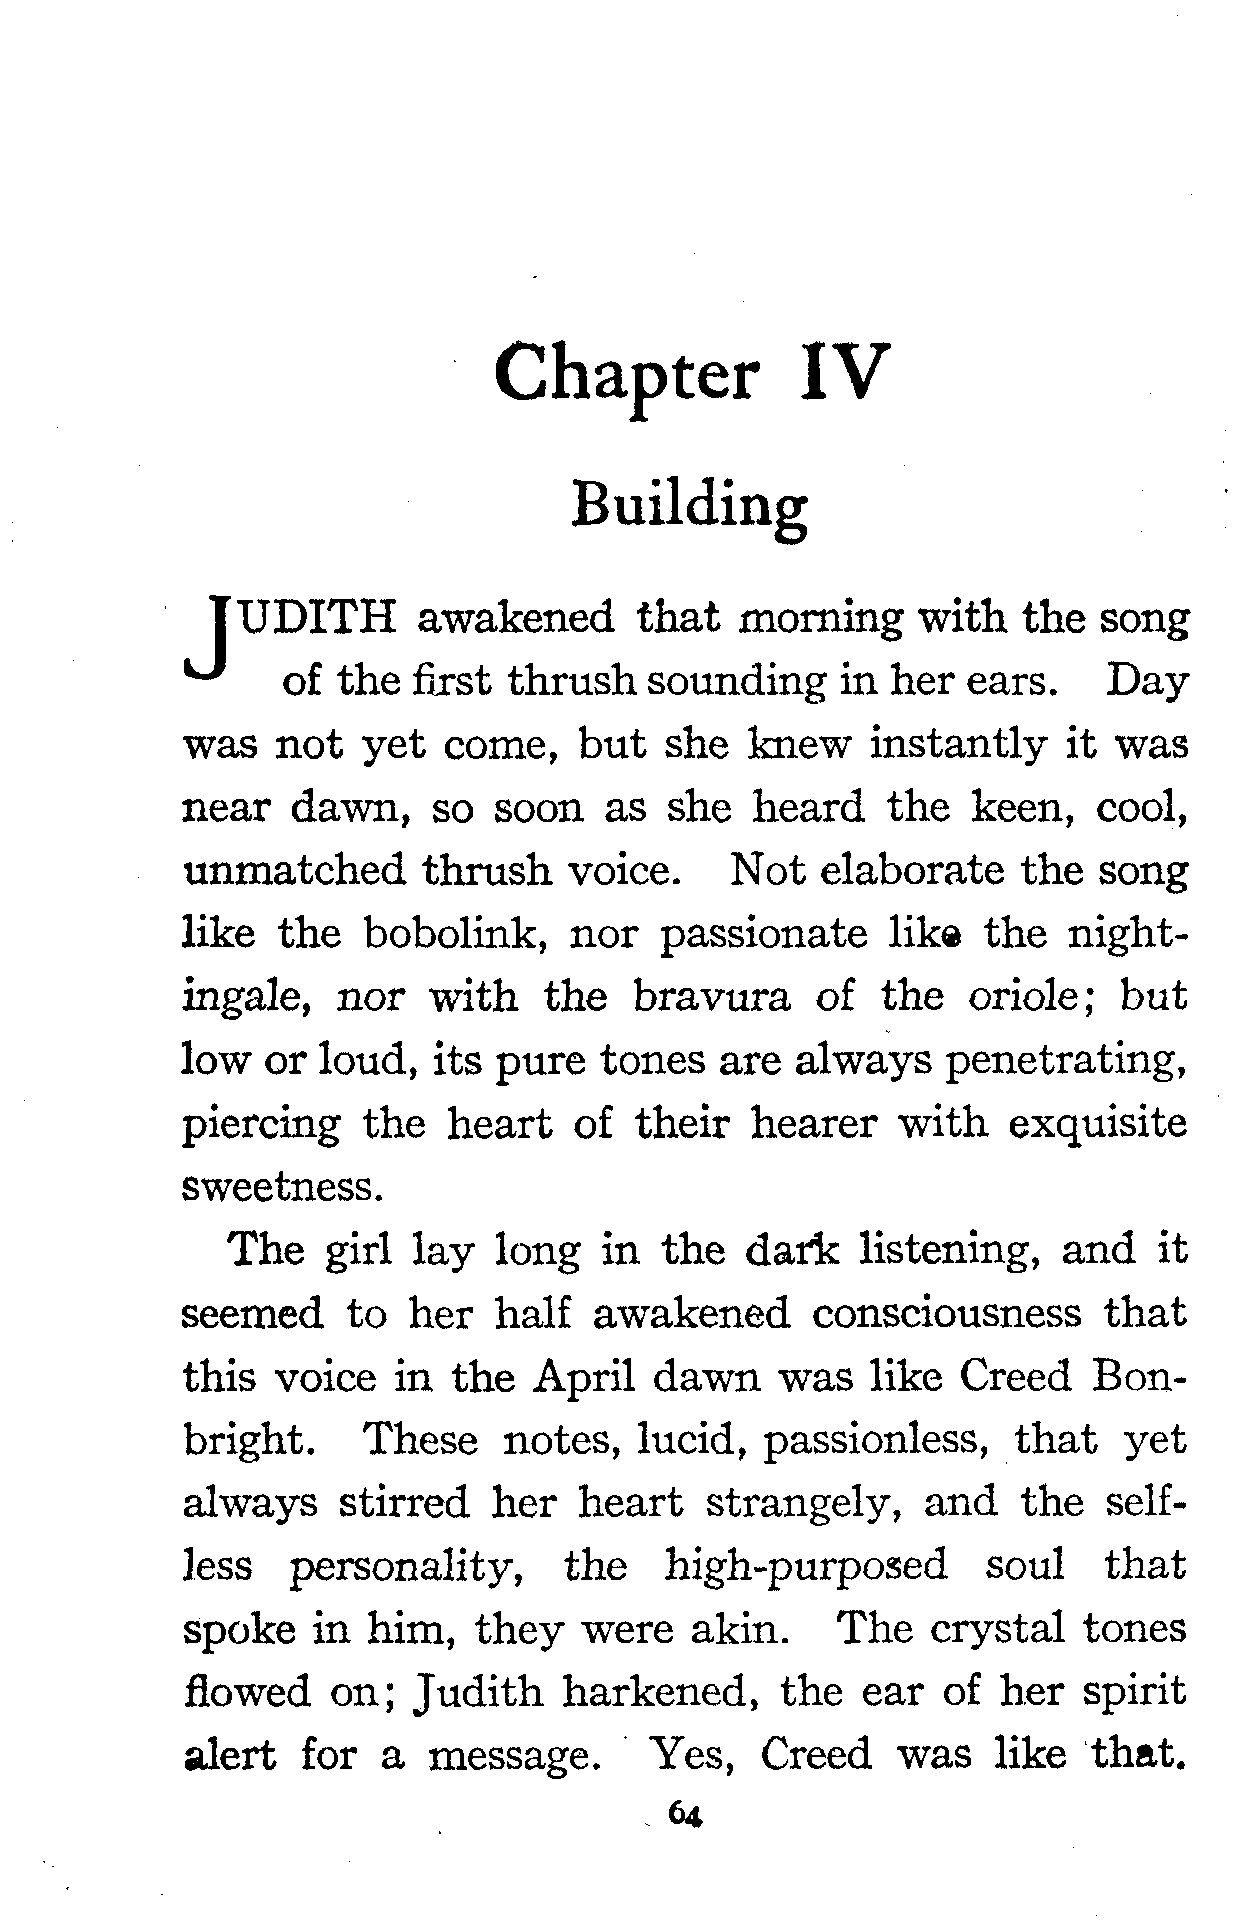 Chapter IV
Building
JUDITH awakened that morning with the song
of the first thrush sounding in her ears. Day
was not yet come, but she knew instantly it was
near dawn, so soon as she heard the keen, cool,
unmatched thrush voice. Not elaborate the song
like the bobolink, nor passionate like the night-
ingale, nor with the bravura of the oriole; but
low or loud, its pure tones are always penetrating,
piercing the heart of their hearer with exquisite
sweetness.
The girl lay long in the dark listening, and it
seemed to her half awakened consciousness that
this voice in the April dawn was like Creed Bon-
bright. These notes, lucid, passionless, that yet
always stirred her heart strangely, and the self-
less personality, the high-purposed soul that
spoke in him, they were akin. The crystal tones
flowed on; Judith harkened, the ear of her spirit
alert for a message. Yes, Creed was like that.
64